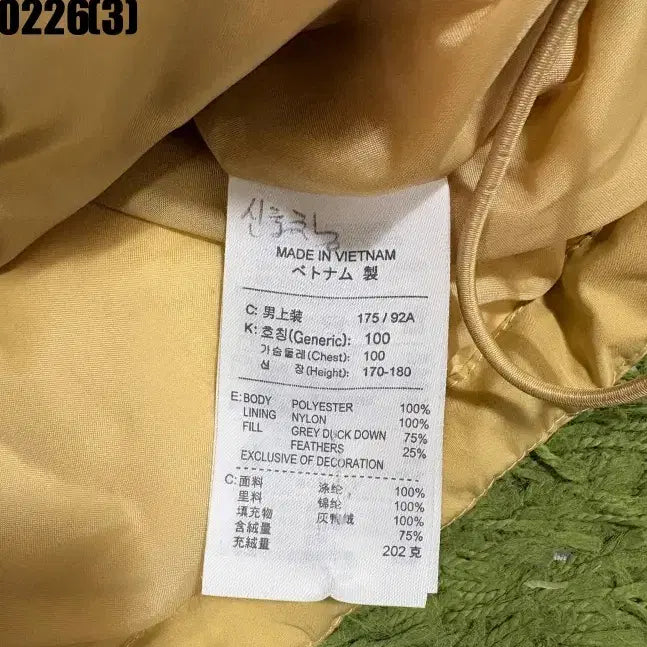 0226(3)
MADE IN VIETNAM
ベトナム 製
C: 男上装 175 / 92A
K: 호칭(Generic): 100
가슴둘레(Chest): 100
신 장(Height): 170-180
E: BODY POLYESTER 100%
LINING NYLON 100%
FILL GREY DUCK DOWN 75%
FEATHERS 25%
EXCLUSIVE OF DECORATION
C: 面料 涤纶, 100%
里料 锦纶 100%
填充物 灰鸭绒 100%
含绒量 75%
充绒量 202 克